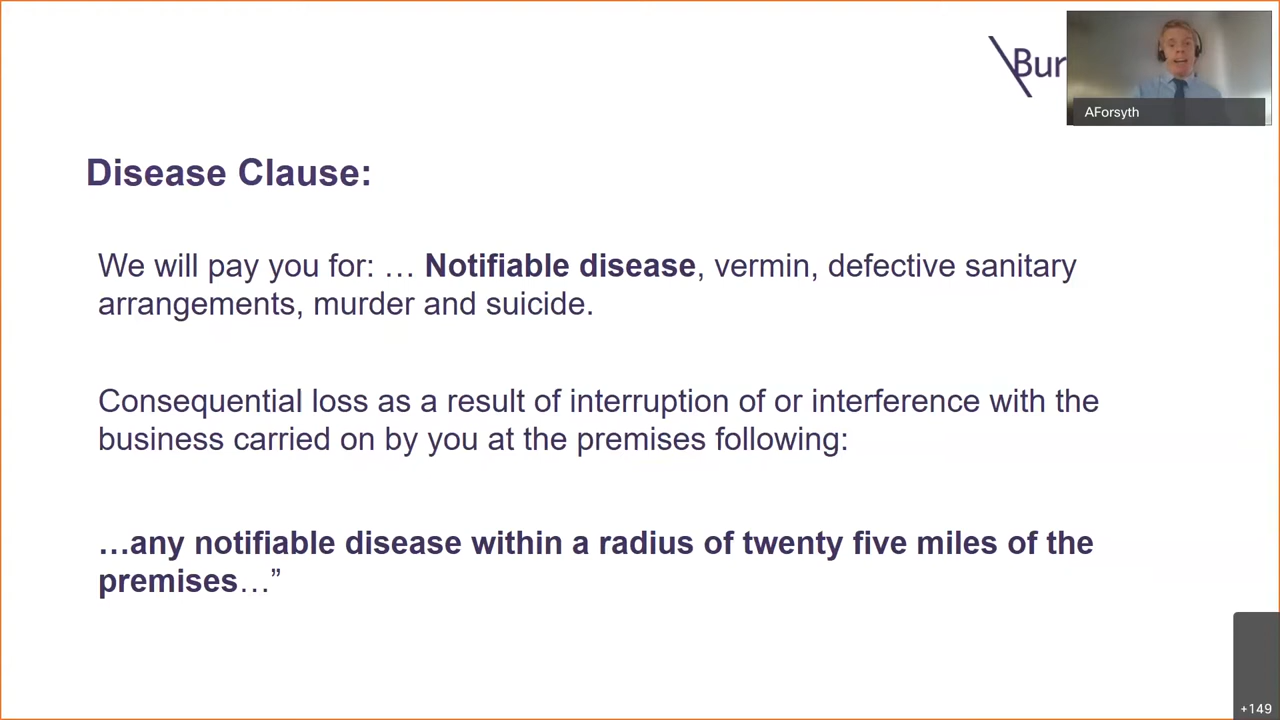 Bur
AForsyth
Disease Clause:
We will pay you for: … Notifiable disease, vermin, defective sanitary
arrangements, murder and suicide.
Consequential loss as a result of interruption of or interference with the
business carried on by you at the premises following:
…any notifiable disease within a radius of twenty five miles of the
premises…”
+149